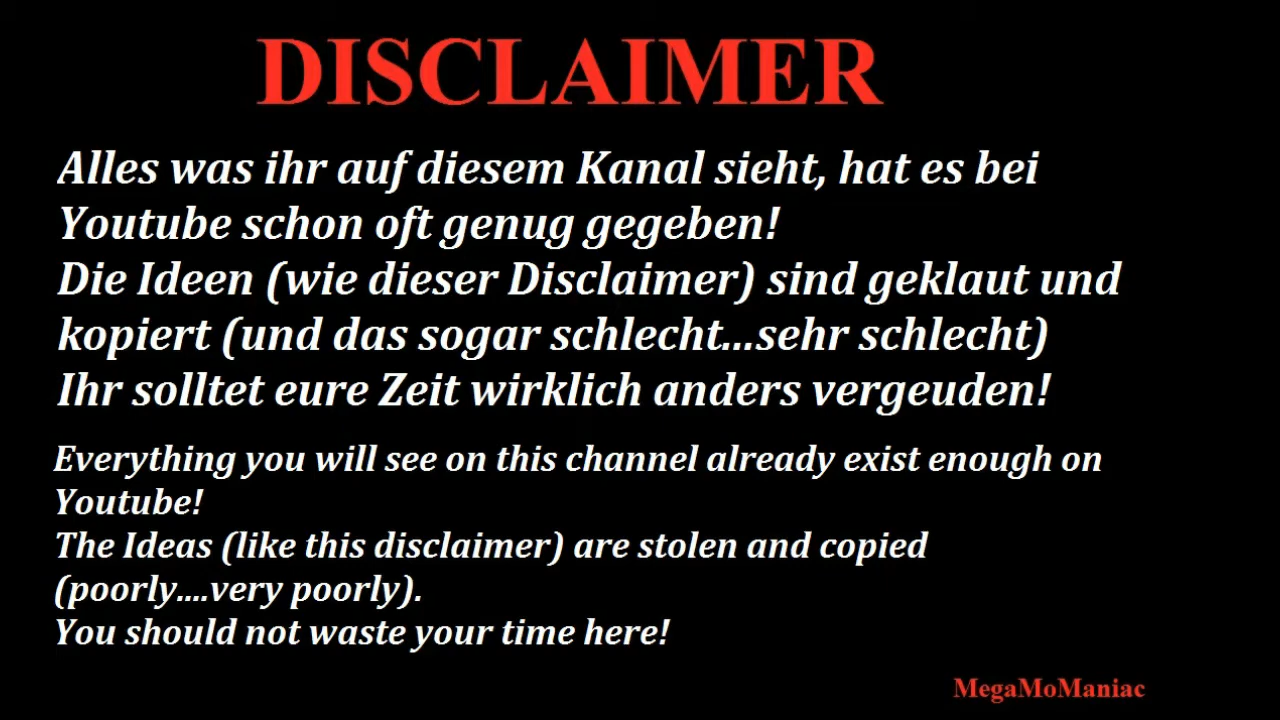 DISCLAIMER
Alles was ihr auf diesem Kanal sieht, hat es bei
Youtube schon oft genug gegeben!
Die Ideen (wie dieser Disclaimer) sind geklaut und
kopiert (und das sogar schlecht...sehr schlecht)
Ihr solltet eure Zeit wirklich anders vergeuden!
Everything you will see on this channel already exist enough on
Youtube!
The Ideas (like this disclaimer) are stolen and copied
(poorly....very poorly).
You should not waste your time here!
MegaMoManiac